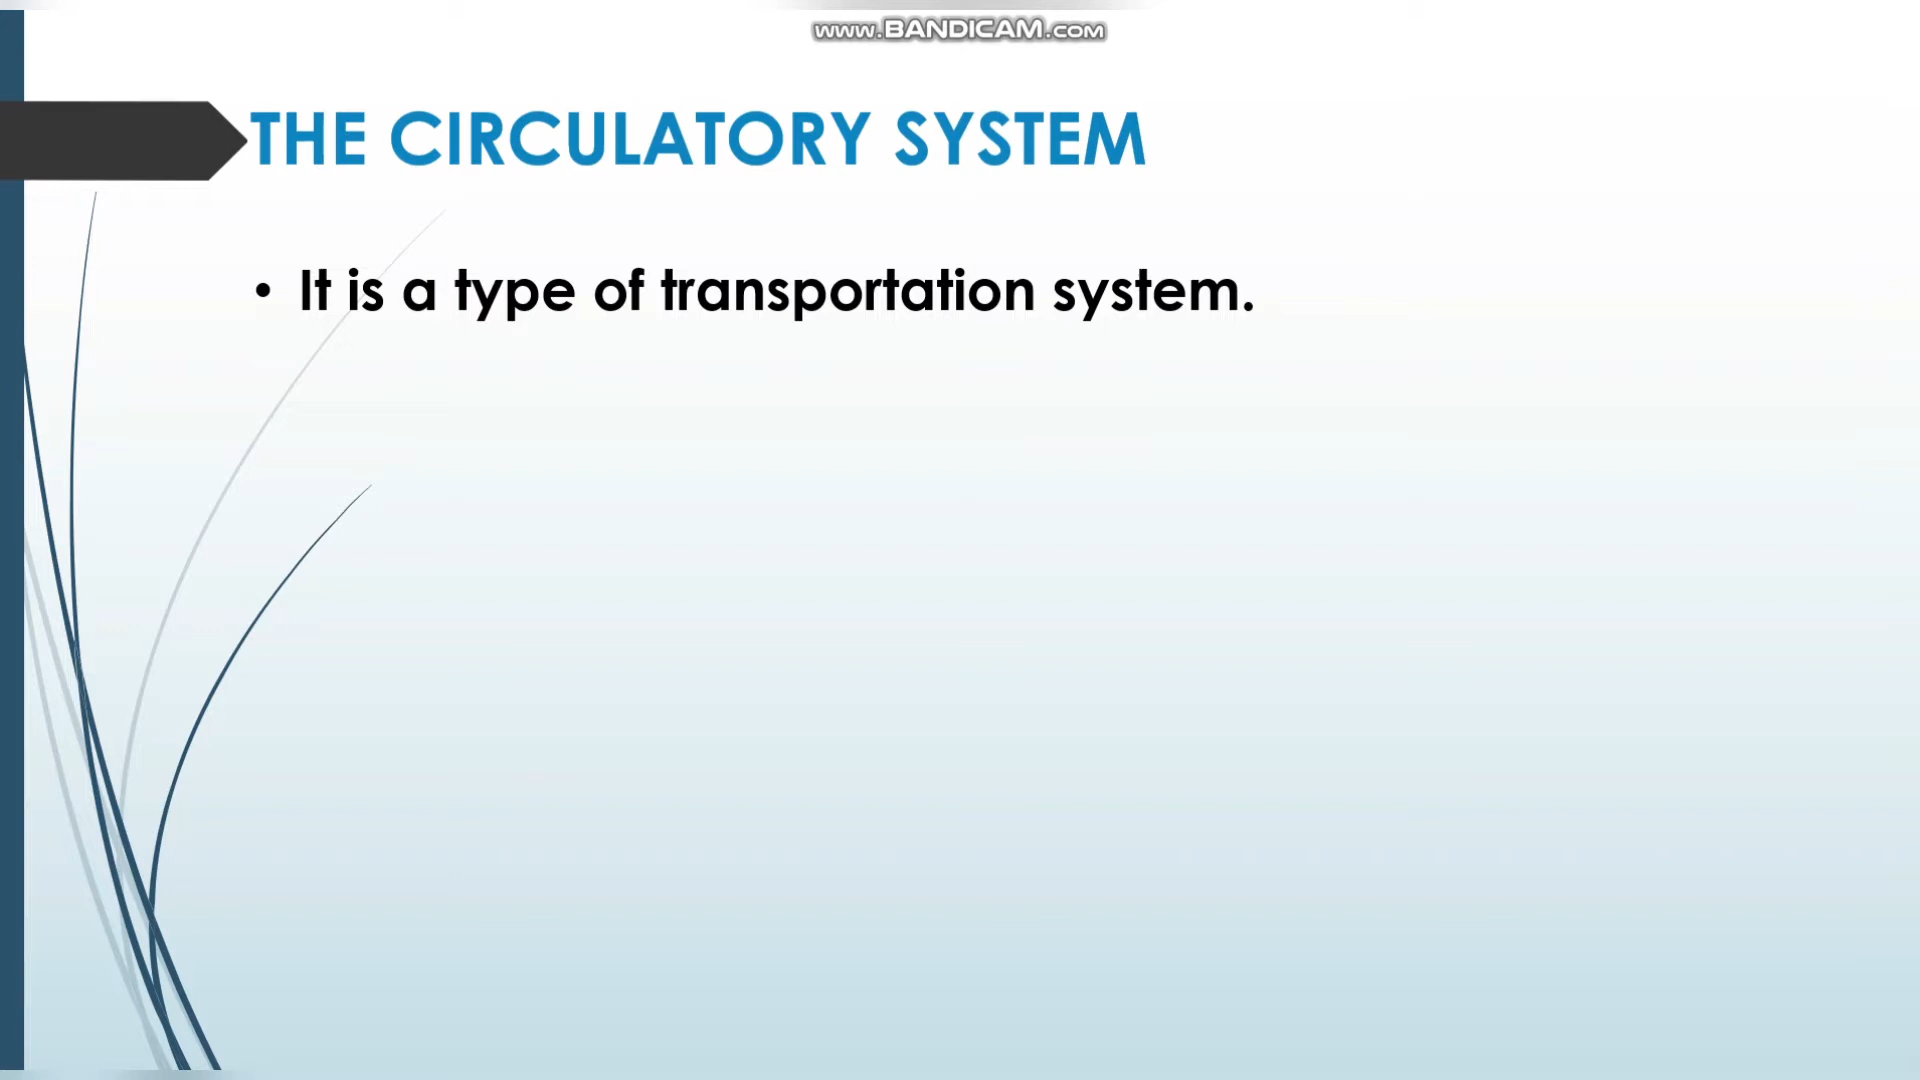 www.BANDICAM.com
THE CIRCULATORY SYSTEM
• It is a type of transportation system.